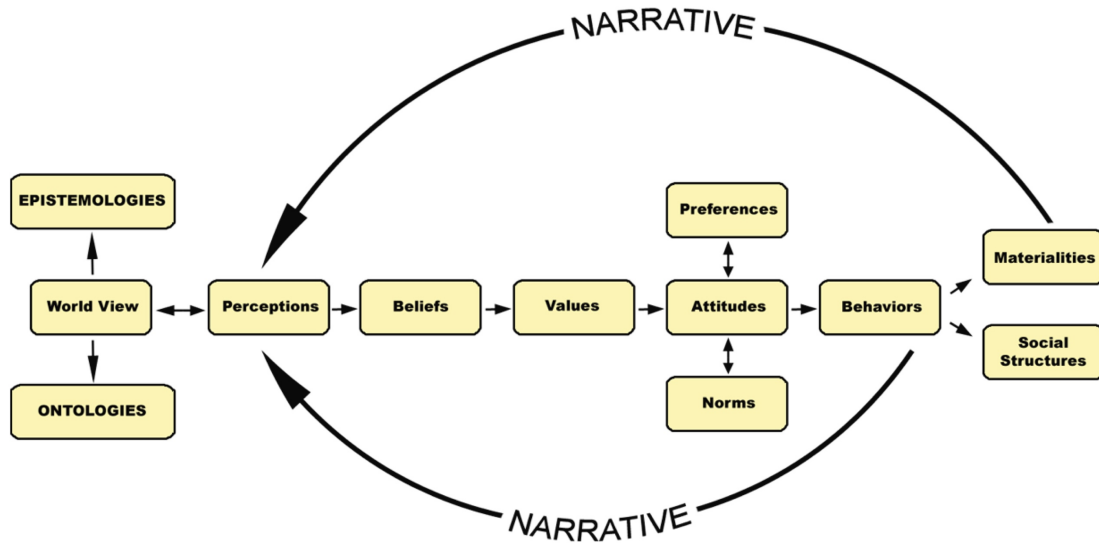 NARRATIVE
EPISTEMOLOGIES
Preferences
Materialities
World View
Perceptions
Beliefs
Values
Attitudes
Behaviors
Social
Structures
ONTOLOGIES
Norms
NARRATIVE